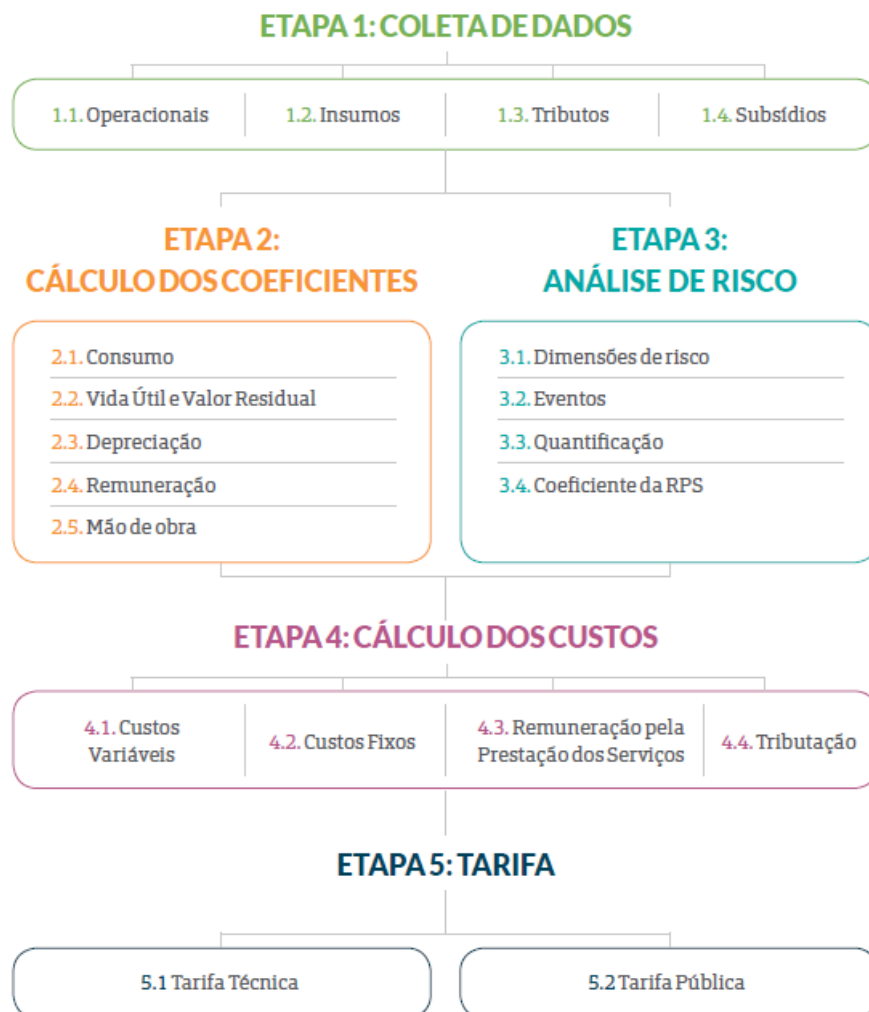 ETAPA 1: COLETA DE DADOS
1.1. Operacionais
1.2. Insumos
1.3. Tributos
1.4. Subsídios
ETAPA 2:
CÁLCULO DOS COEFICIENTES
2.1. Consumo
2.2. Vida Útil e Valor Residual
2.3. Depreciação
2.4. Remuneração
2.5. Mão de obra
ETAPA 3:
ANÁLISE DE RISCO
3.1. Dimensões de risco
3.2. Eventos
3.3. Quantificação
3.4. Coeficiente da RPS
ETAPA 4: CÁLCULO DOS CUSTOS
4.1. Custos
Variáveis
4.2. Custos Fixos
4.3. Remuneração pela
Prestação dos Serviços
4.4. Tributação
ETAPA 5: TARIFA
5.1 Tarifa Técnica
5.2 Tarifa Pública